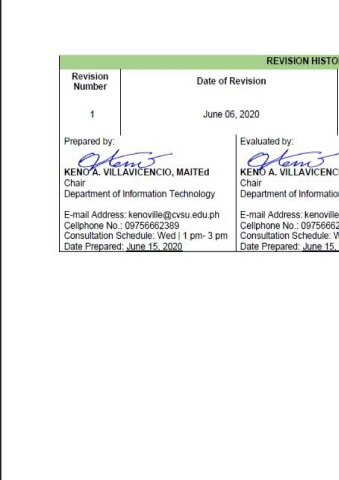 REVISION HISTO
Revision Number
Date of Revision
1
June 06, 2020
Prepared by:
KENO A. VILLAVICENCIO, MAITEd
Chair
Department of Information Technology
E-mail Address: kenoville@cvsu.edu.ph
Cellphone No.: 09756662389
Consultation Schedule: Wed | 1 pm- 3 pm
Date Prepared: June 15, 2020
Evaluated by:
KENO A. VILLAVICENC
Chair
Department of Informatio
E-mail Address: kenoville
Cellphone No.: 09756662
Consultation Schedule: W
Date Prepared: June 15,